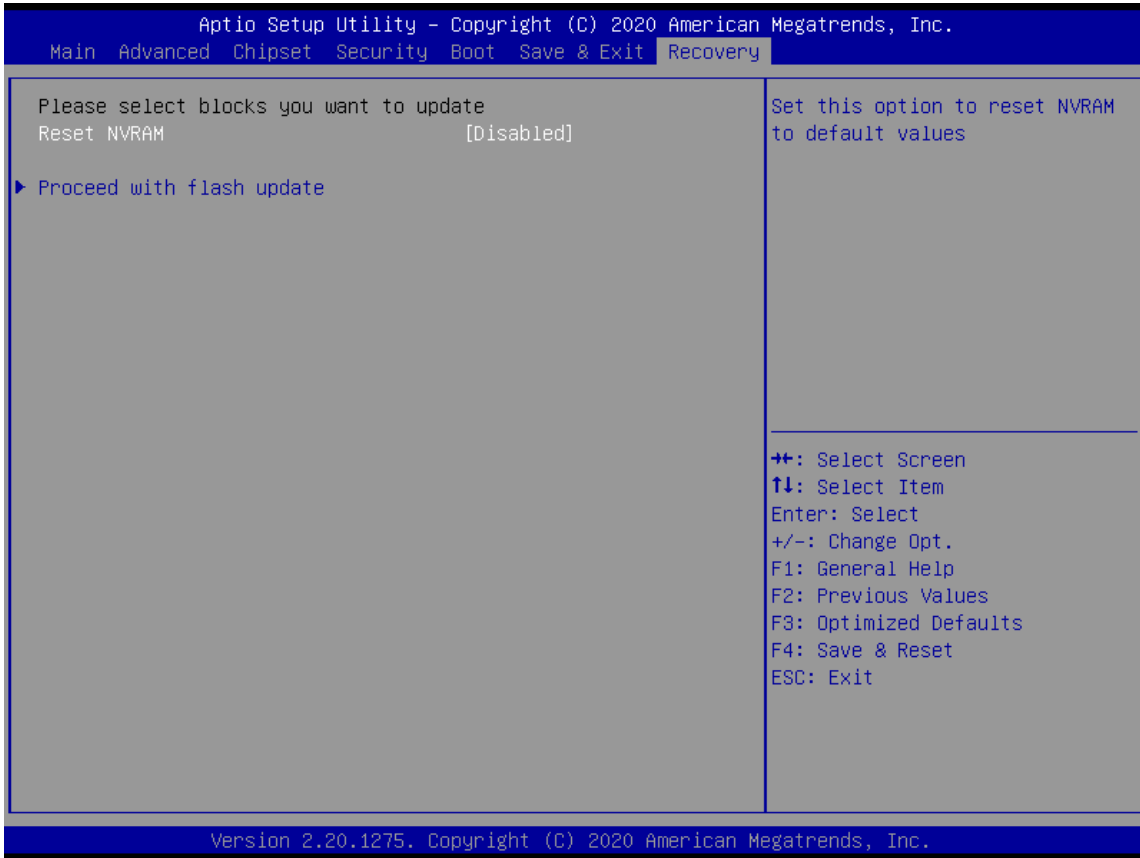 Aptio Setup Utility – Copyright (C) 2020 American Megatrends, Inc.
Main Advanced Chipset Security Boot Save & Exit Recovery
Please select blocks you want to update
Reset NVRAM [Disabled]
▶ Proceed with flash update
Set this option to reset NVRAM
to default values
→←: Select Screen
↑↓: Select Item
Enter: Select
+/-: Change Opt.
F1: General Help
F2: Previous Values
F3: Optimized Defaults
F4: Save & Reset
ESC: Exit
Version 2.20.1275. Copyright (C) 2020 American Megatrends, Inc.